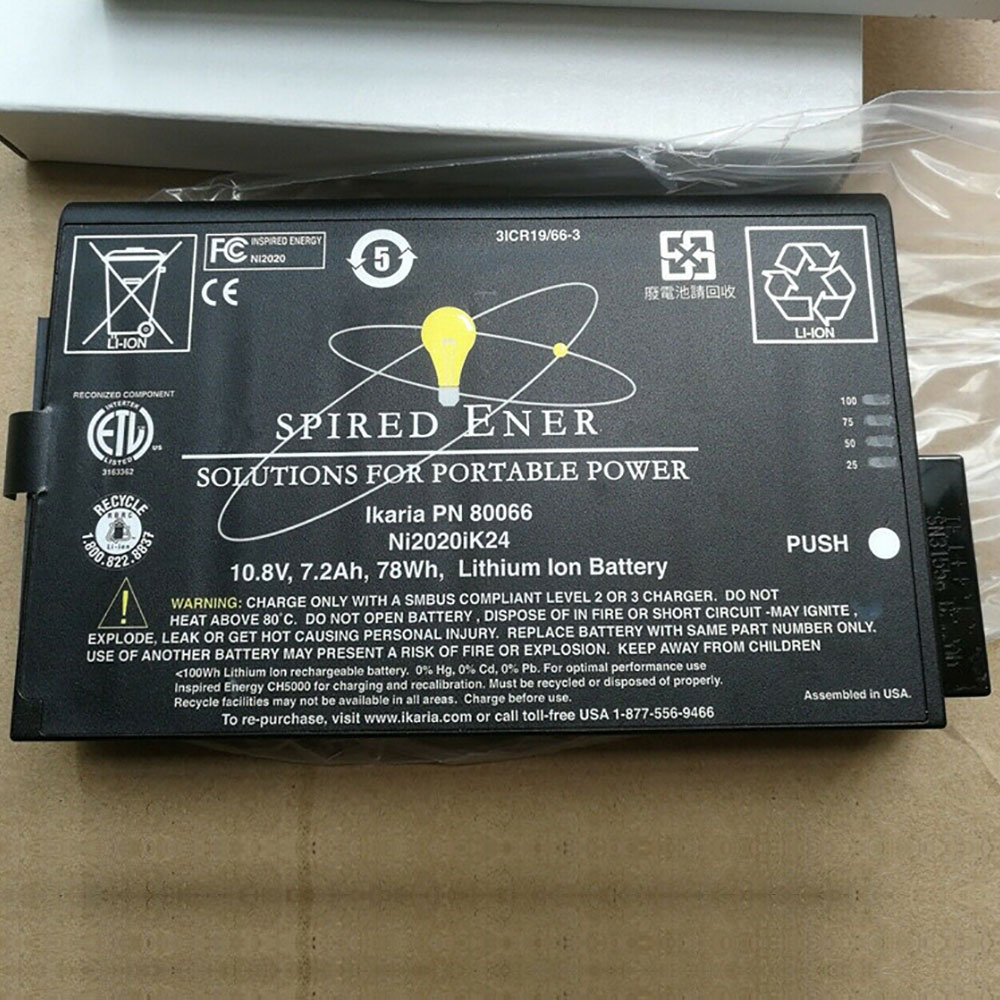 3ICR19/66-3
FC INSPIRED ENERGY
NI2020
CE
5
廢電池請回收
LI-ION
LI-ION
RECONIZED COMPONENT
INTERTEK
ETL
US
LISTED
3163362
100
75
50
25
SPIRED ENER
SOLUTIONS FOR PORTABLE POWER
Ikaria PN 80066
Ni2020iK24
10.8V, 7.2Ah, 78Wh, Lithium Ion Battery
RECYCLE
RBRC
Li-ion
1.800.822.8837
PUSH
WARNING: CHARGE ONLY WITH A SMBUS COMPLIANT LEVEL 2 OR 3 CHARGER. DO NOT
HEAT ABOVE 80°C. DO NOT OPEN BATTERY, DISPOSE OF IN FIRE OR SHORT CIRCUIT -MAY IGNITE,
EXPLODE, LEAK OR GET HOT CAUSING PERSONAL INJURY. REPLACE BATTERY WITH SAME PART NUMBER ONLY.
USE OF ANOTHER BATTERY MAY PRESENT A RISK OF FIRE OR EXPLOSION. KEEP AWAY FROM CHILDREN
<100Wh Lithium Ion rechargeable battery. 0% Hg, 0% Cd, 0% Pb. For optimal performance use
Inspired Energy CH5000 for charging and recalibration. Must be recycled or disposed of properly.
Recycle facilities may not be available in all areas. Charge before use.
Assembled in USA.
To re-purchase, visit www.ikaria.com or call toll-free USA 1-877-556-9466